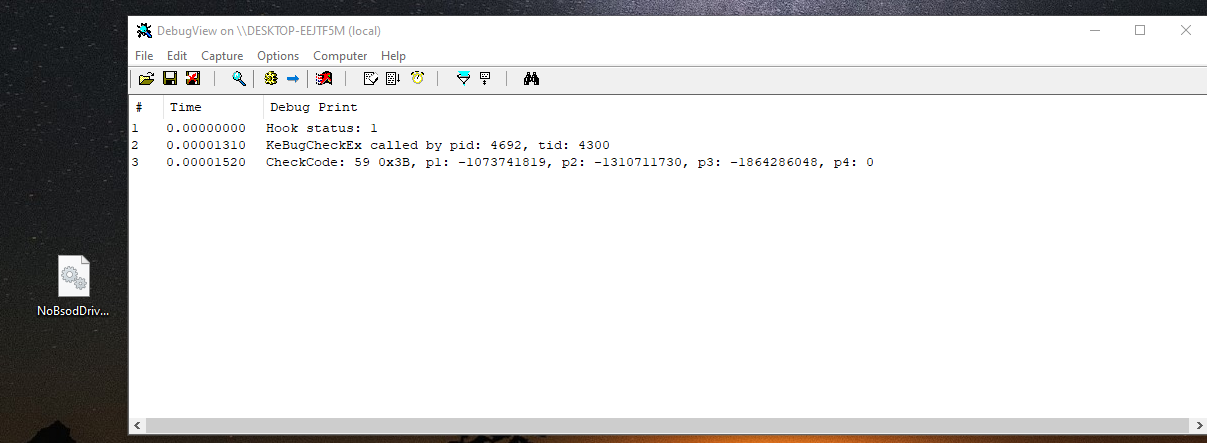 DebugView on \\DESKTOP-EEJTF5M (local)
File Edit Capture Options Computer Help
# Time Debug Print
1 0.00000000 Hook status: 1
2 0.00001310 KeBugCheckEx called by pid: 4692, tid: 4300
3 0.00001520 CheckCode: 59 0x3B, p1: -1073741819, p2: -1310711730, p3: -1864286048, p4: 0
NoBsodDriv...